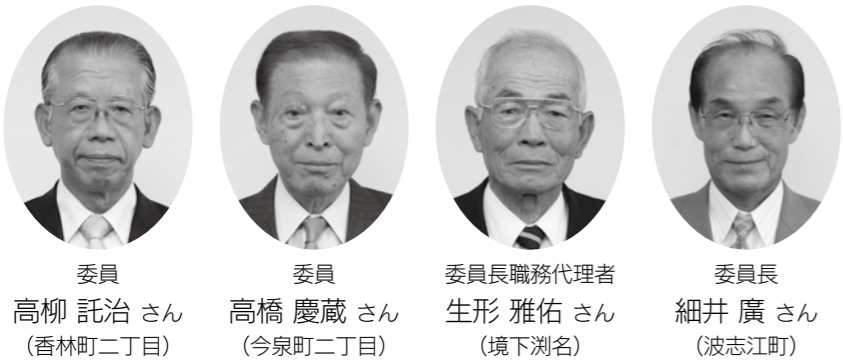 委員
高柳 託治 さん
（香林町二丁目）
委員
高橋 慶蔵 さん
（今泉町二丁目）
委員長職務代理者
生形 雅佑 さん
（境下渕名）
委員長
細井 廣 さん
（波志江町）